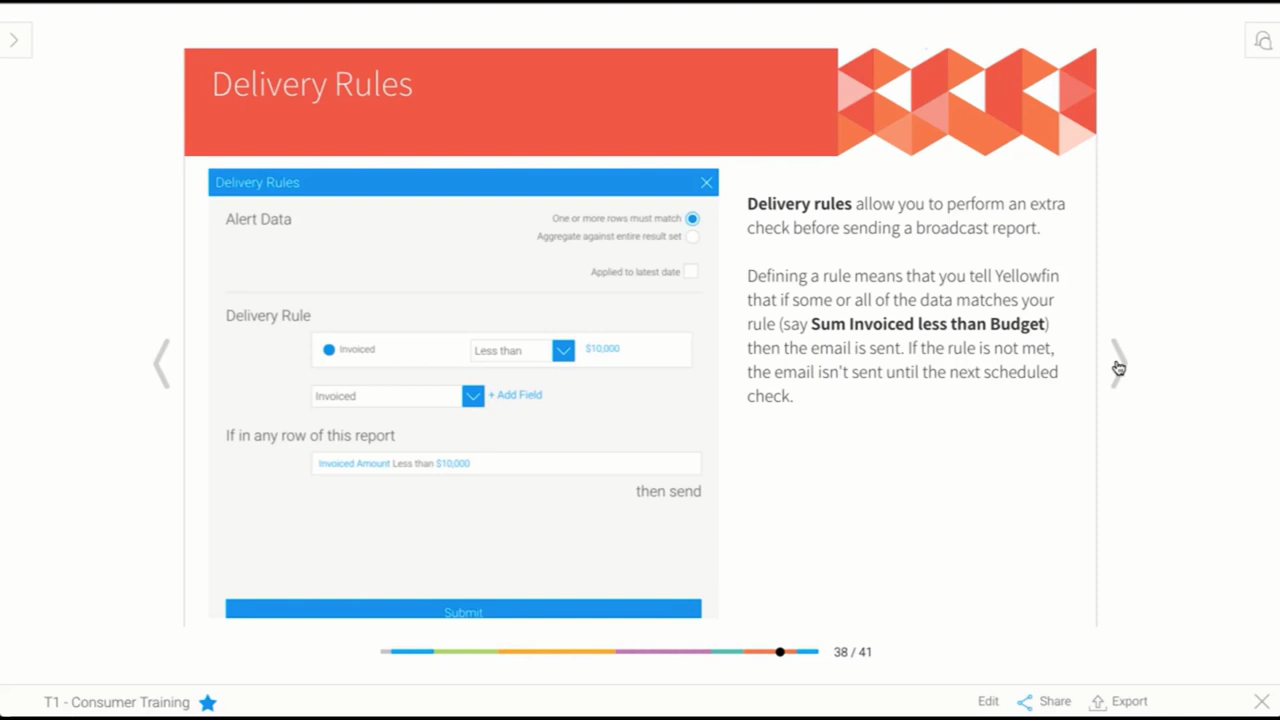 Delivery Rules
Delivery Rules
Alert Data
One or more rows must match
Aggregate against entire result set
Applied to latest date
Delivery Rule
Invoiced
Less than
$10,000
Invoiced
+ Add Field
If in any row of this report
Invoiced Amount Less than $10,000
then send
Submit
Delivery rules allow you to perform an extra
check before sending a broadcast report.
Defining a rule means that you tell Yellowfin
that if some or all of the data matches your
rule (say Sum Invoiced less than Budget)
then the email is sent. If the rule is not met,
the email isn't sent until the next scheduled
check.
38 / 41
T1 - Consumer Training
Edit
Share
Export